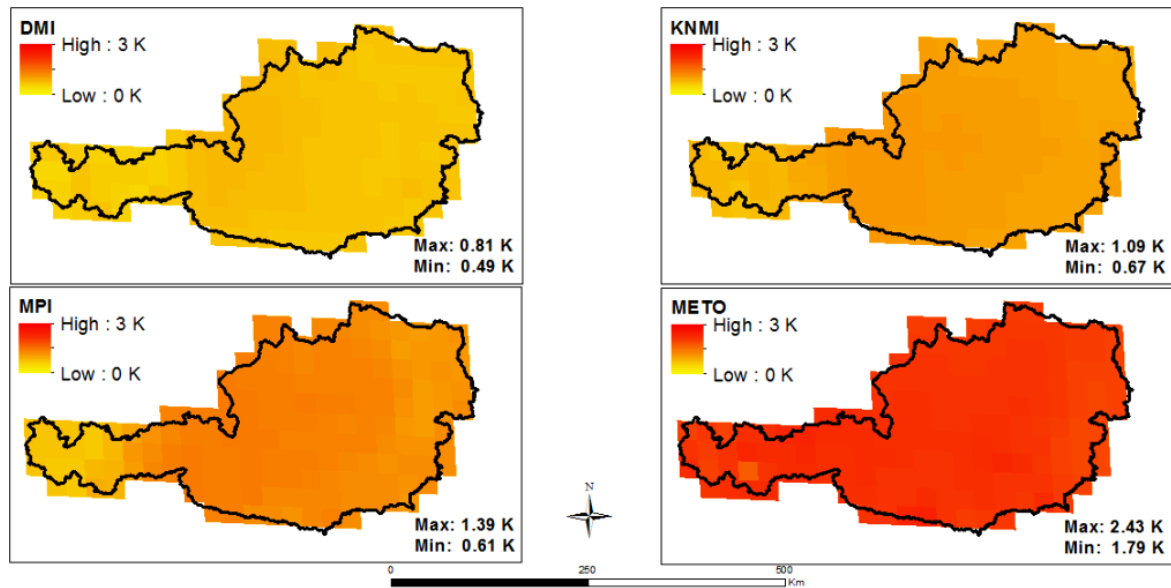 DMI
High : 3 K
Low : 0 K
Max: 0.81 K
Min: 0.49 K
KNMI
High : 3 K
Low : 0 K
Max: 1.09 K
Min: 0.67 K
MPI
High : 3 K
Low : 0 K
Max: 1.39 K
Min: 0.61 K
METO
High : 3 K
Low : 0 K
Max: 2.43 K
Min: 1.79 K
N
0 250 500
Km